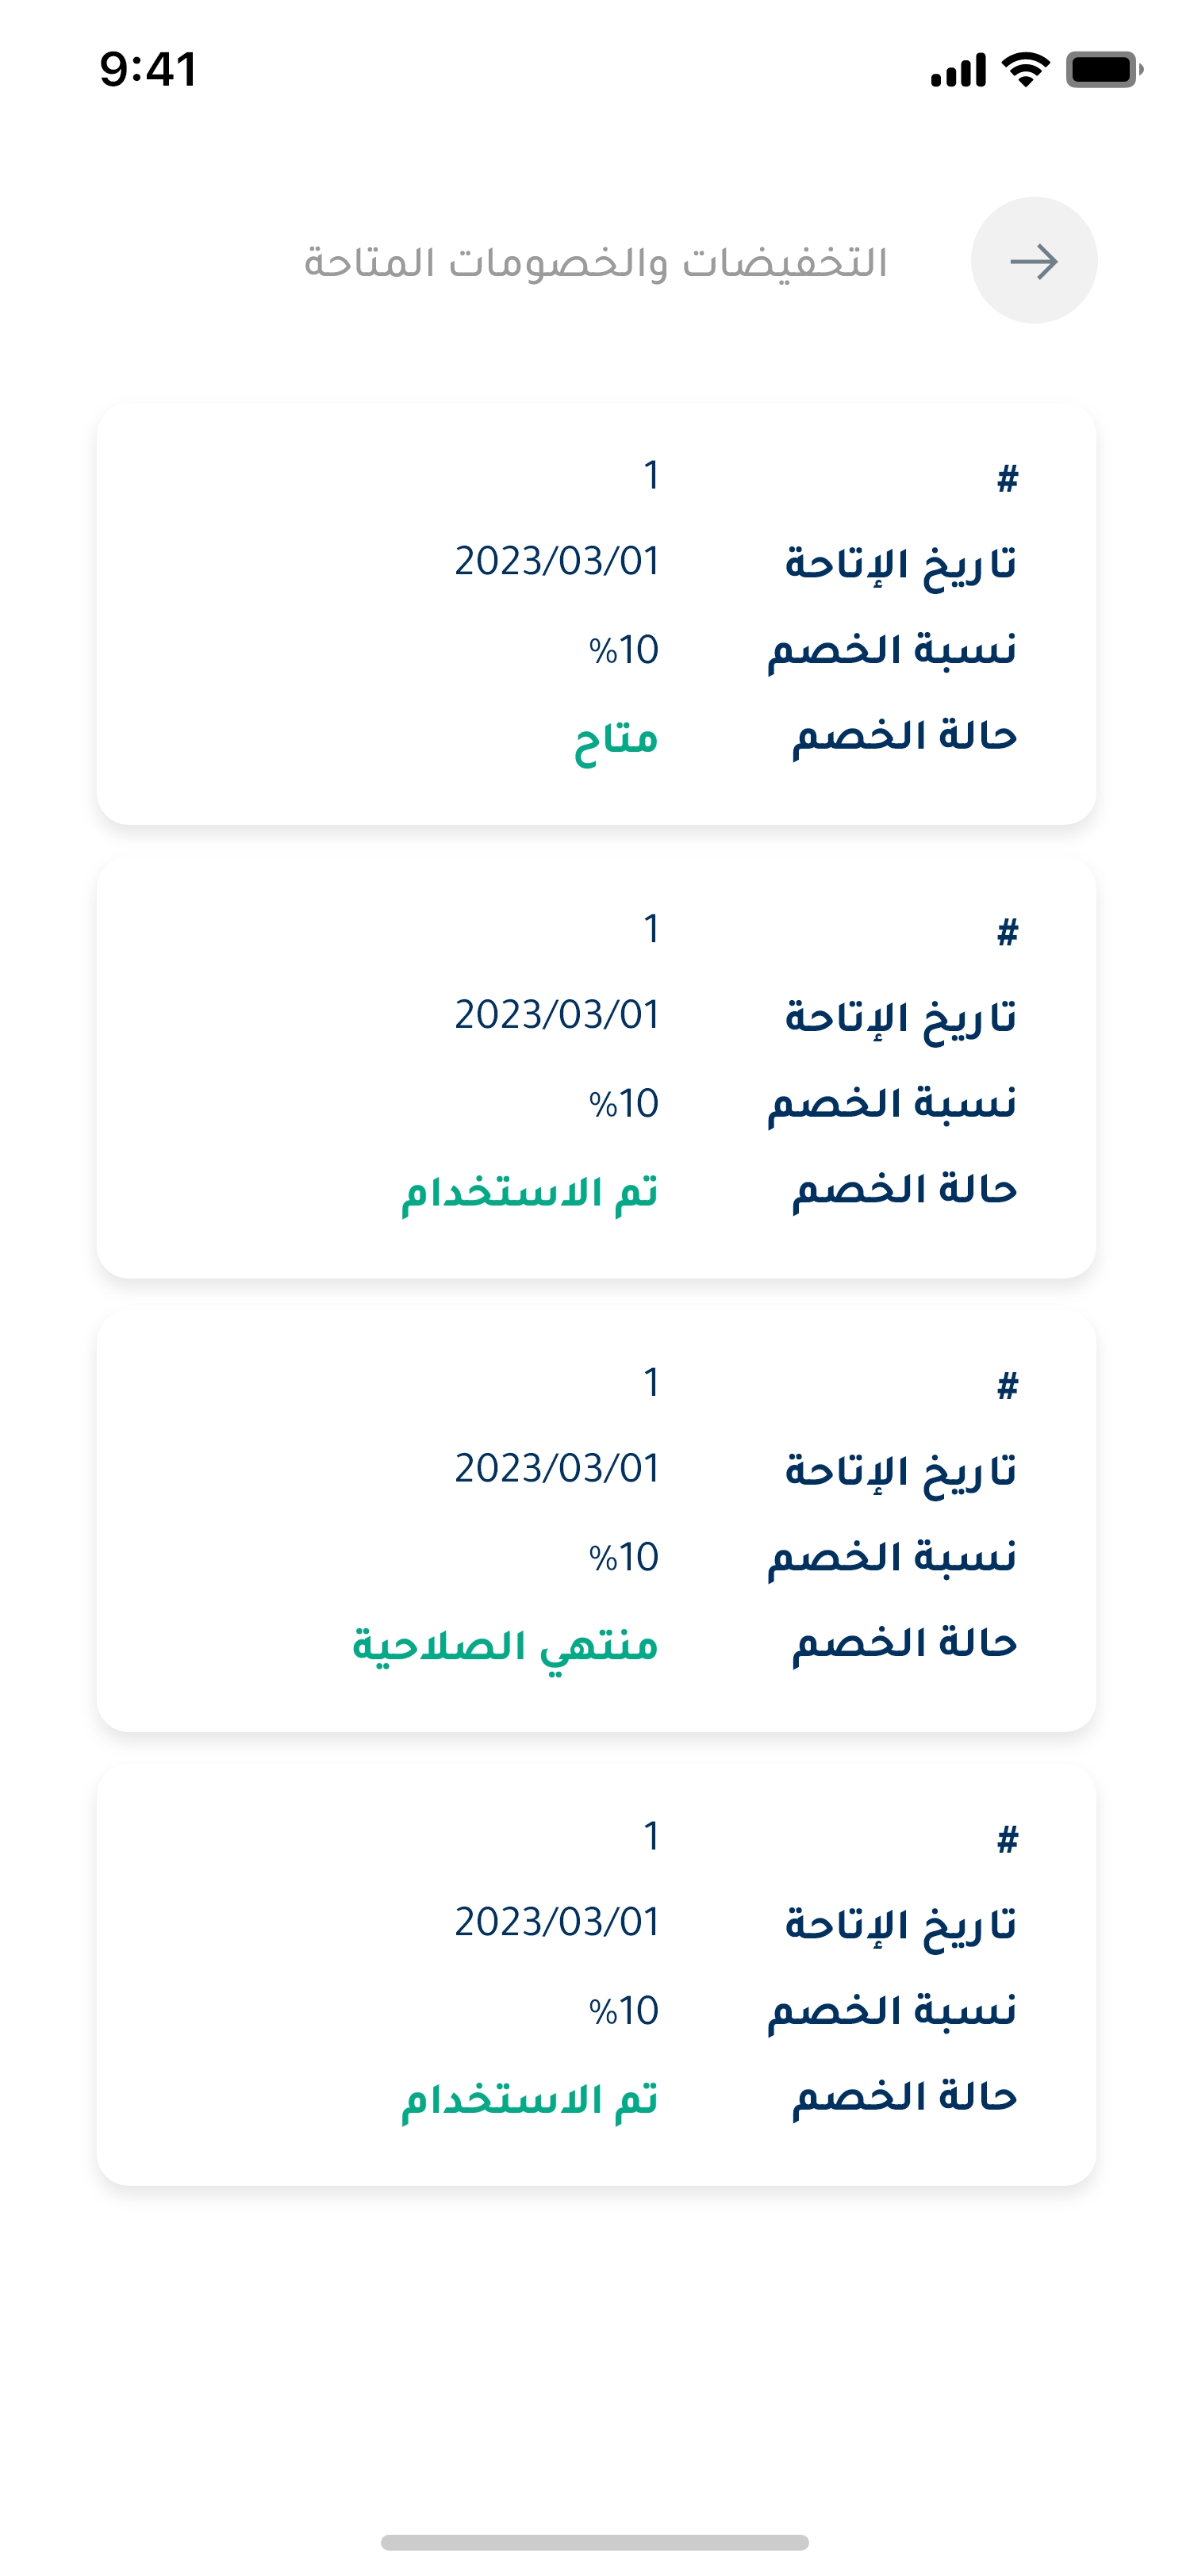 9:41
التخفيضات والخصومات المتاحة
# 1
تاريخ الإتاحة 2023/03/01
نسبة الخصم 10%
حالة الخصم متاح
# 1
تاريخ الإتاحة 2023/03/01
نسبة الخصم 10%
حالة الخصم تم الاستخدام
# 1
تاريخ الإتاحة 2023/03/01
نسبة الخصم 10%
حالة الخصم منتهي الصلاحية
# 1
تاريخ الإتاحة 2023/03/01
نسبة الخصم 10%
حالة الخصم تم الاستخدام